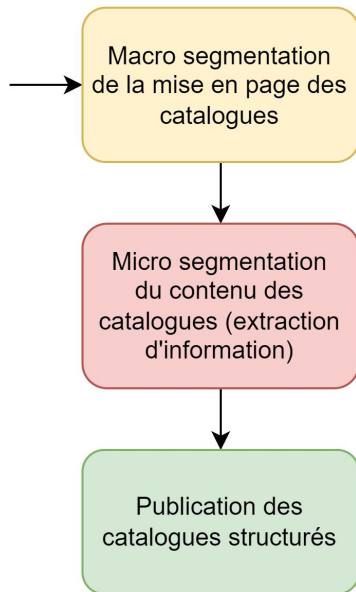 Macro segmentation
de la mise en page des
catalogues
Micro segmentation
du contenu des
catalogues (extraction
d'information)
Publication des
catalogues structurés